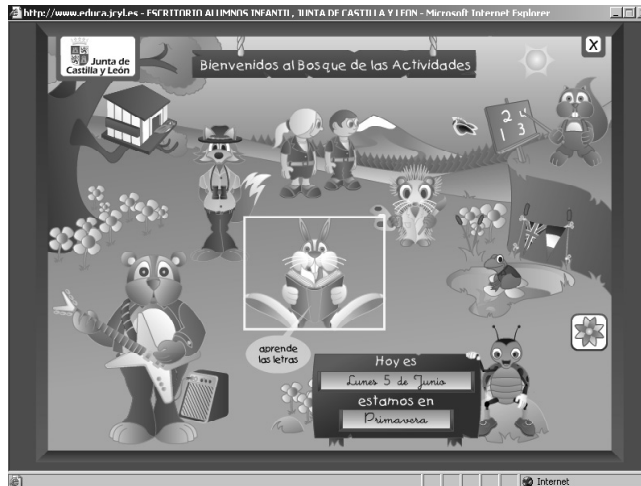 http://www.educa.jcyl.es - ESCRITORIO ALUMNOS INFANTIL, JUNTA DE CASTILLA Y LEON - Microsoft Internet Explorer
Junta de
Castilla y León
Bienvenidos al Bosque de las Actividades
X
2 4
1 3
aprende
las letras
Hoy es
Lunes 5 de Junio
estamos en
Primavera
Internet